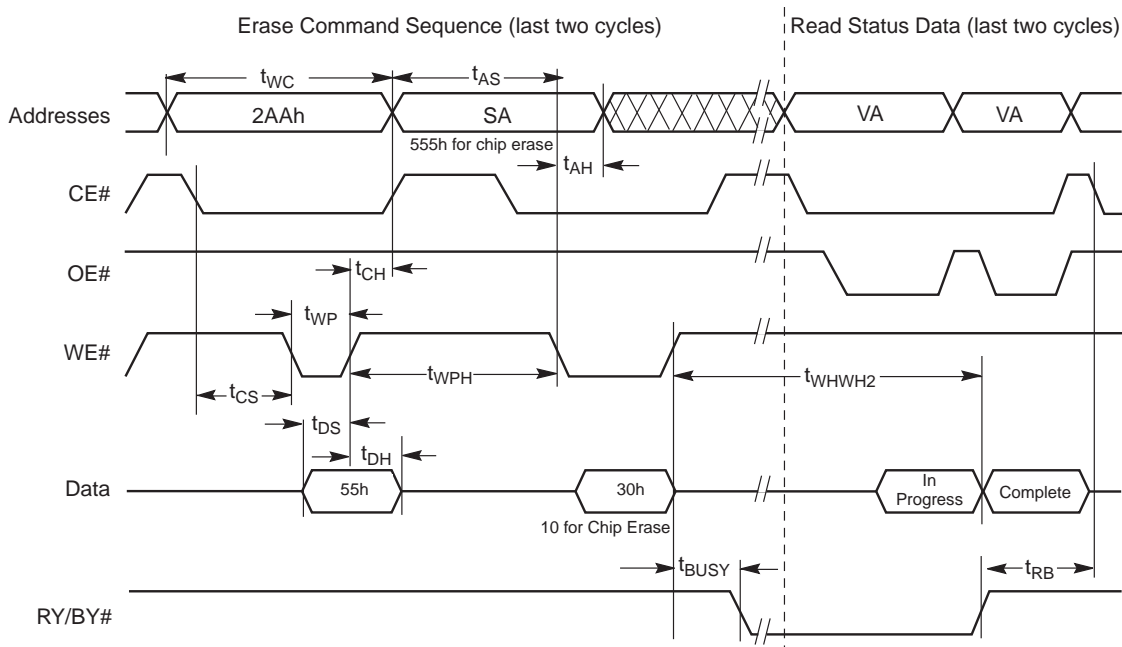 Erase Command Sequence (last two cycles)
Read Status Data (last two cycles)
tWC
tAS
Addresses
2AAh
SA
VA
VA
555h for chip erase
tAH
CE#
OE#
tCH
tWP
WE#
tWPH
tWHWH2
tCS
tDS
tDH
Data
55h
30h
In
Progress
Complete
10 for Chip Erase
tBUSY
tRB
RY/BY#